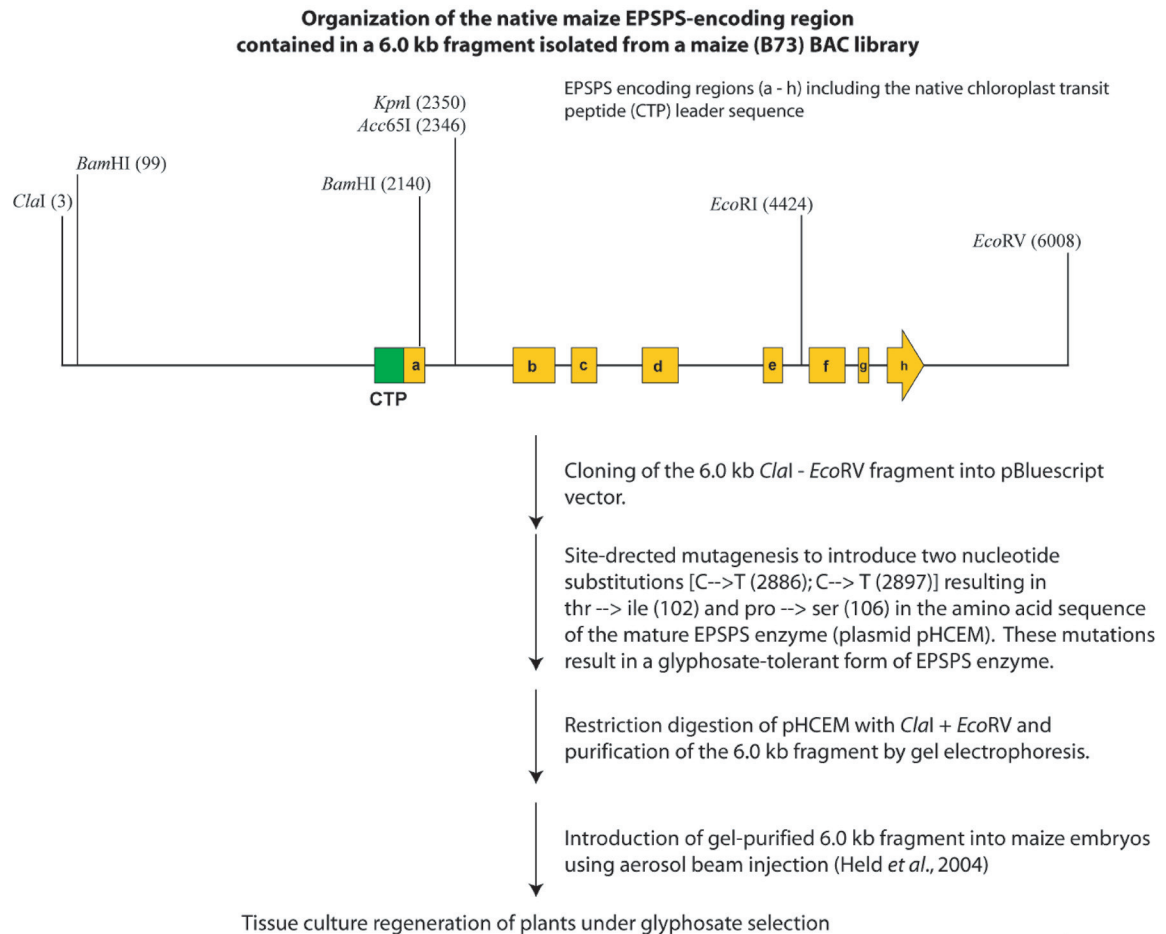 Organization of the native maize EPSPS-encoding region
contained in a 6.0 kb fragment isolated from a maize (B73) BAC library
EPSPS encoding regions (a - h) including the native chloroplast transit
peptide (CTP) leader sequence
KpnI (2350)
Acc65I (2346)
BamHI (99)
BamHI (2140)
ClaI (3)
EcoRI (4424)
EcoRV (6008)
a
b
c
d
e
f
g
h
CTP
Cloning of the 6.0 kb ClaI - EcoRV fragment into pBluescript
vector.
Site-drected mutagenesis to introduce two nucleotide
substitutions [C-->T (2886); C--> T (2897)] resulting in
thr --> ile (102) and pro --> ser (106) in the amino acid sequence
of the mature EPSPS enzyme (plasmid pHCEM). These mutations
result in a glyphosate-tolerant form of EPSPS enzyme.
Restriction digestion of pHCEM with ClaI + EcoRV and
purification of the 6.0 kb fragment by gel electrophoresis.
Introduction of gel-purified 6.0 kb fragment into maize embryos
using aerosol beam injection (Held et al., 2004)
Tissue culture regeneration of plants under glyphosate selection